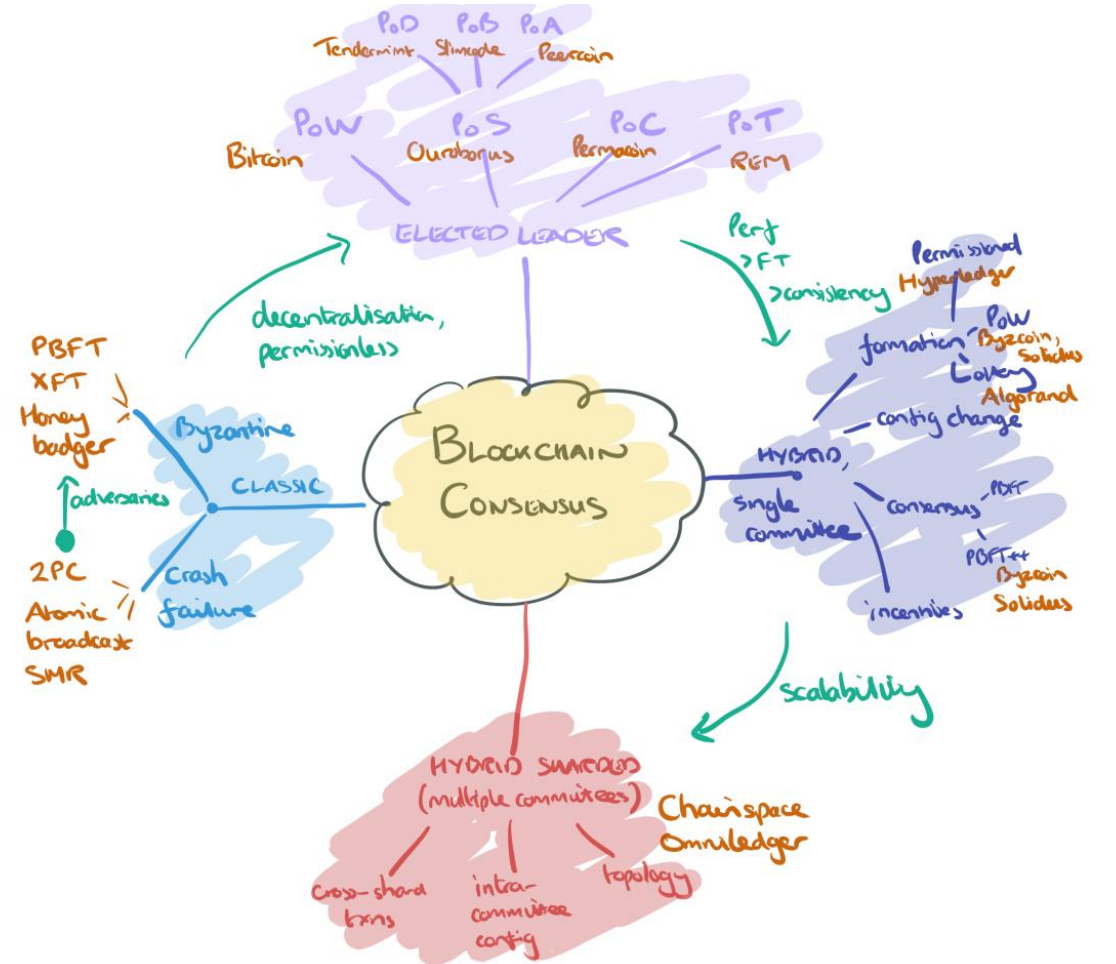 PoD PoB PoA
Tendermint Slimcode Peercoin
PoW PoS PoC PoT
Bitcoin Ouroborus Permacoin REM
ELECTED LEADER
decentralisation,
permissionless
Perf
>FT
>consistency
PBFT
XFT
Honey
badger
adversaries
2PC
Atomic
broadcast
SMR
Byzantine
CLASSIC
Crash
failure
BLOCKCHAIN
CONSENSUS
Permissioned
Hyperledger
formation
PoW
Byzcoin,
Solidus
Lottery
Algorand
config change
HYBRID,
single
committee
consensus
PBFT
PBFT++
Byzcoin
Solidus
incentives
scalability
HYBRID SHARDED
(multiple committees)
Chainspace
Omniledger
cross-shard
txns
intra-
committee
config
topology